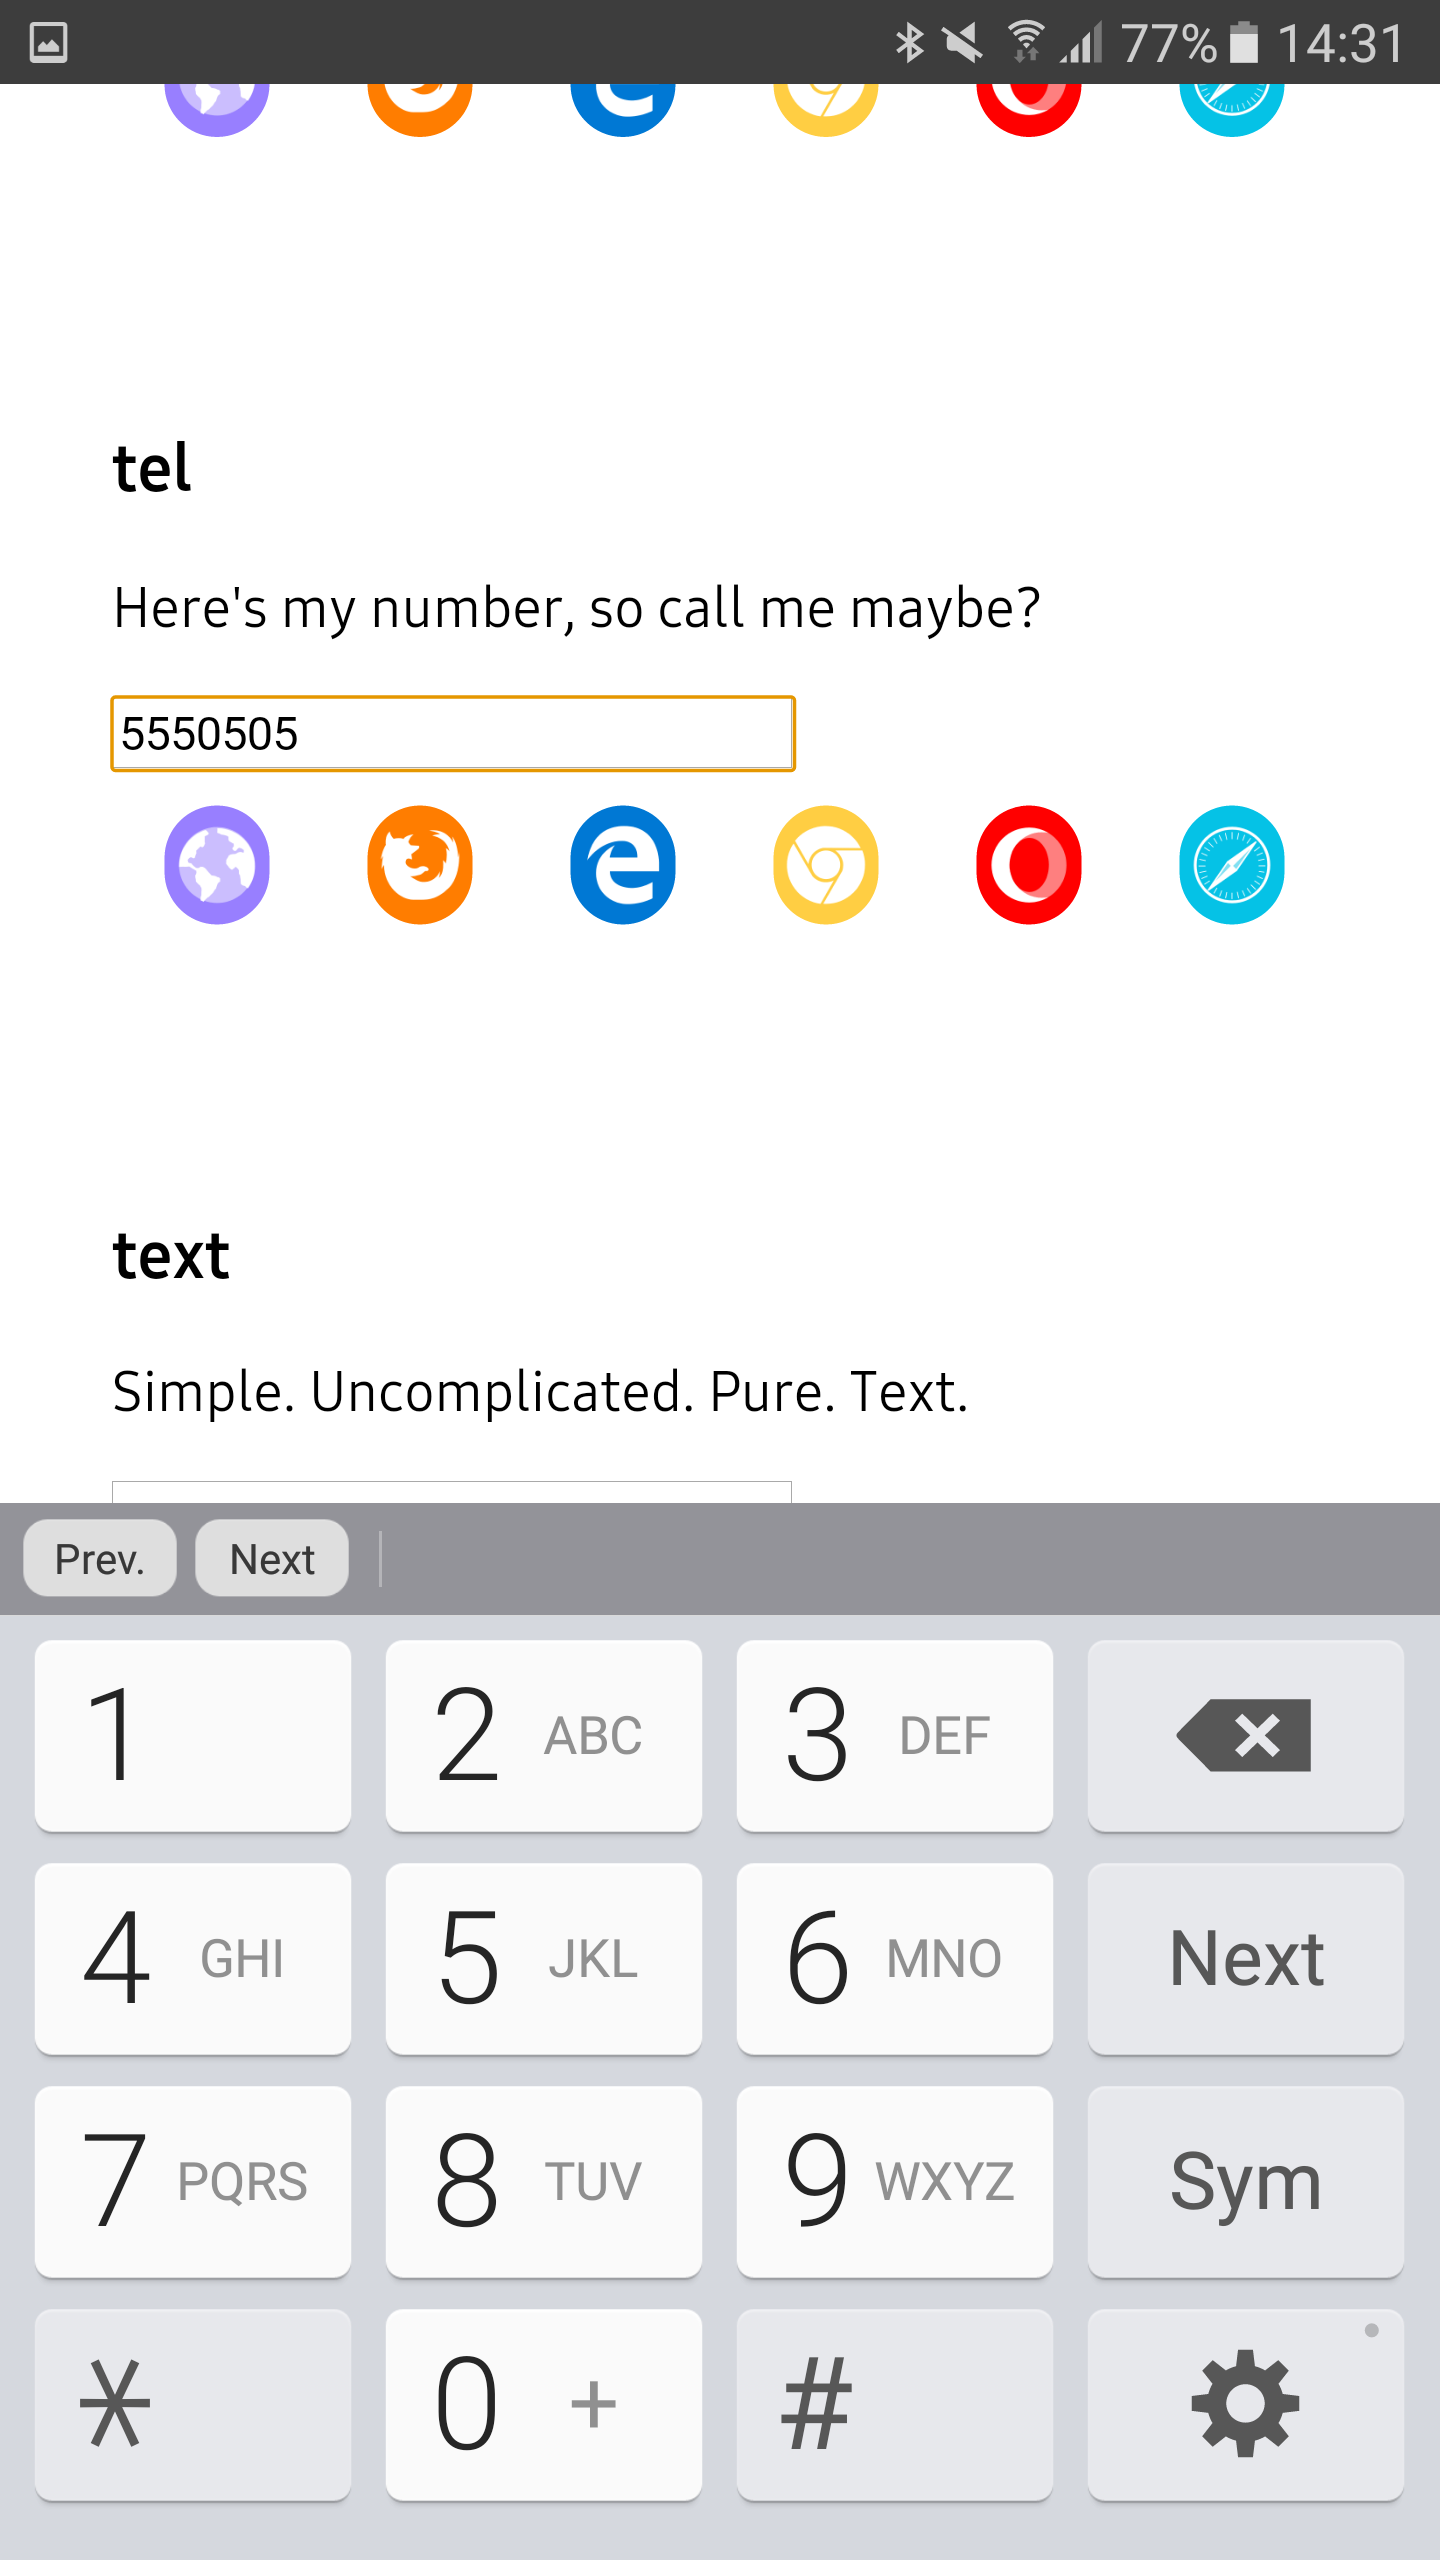 77% 14:31
tel
Here's my number, so call me maybe?
5550505
text
Simple. Uncomplicated. Pure. Text.
Prev. Next
1 2 ABC 3 DEF
4 GHI 5 JKL 6 MNO Next
7 PQRS 8 TUV 9 WXYZ Sym
* 0 + #